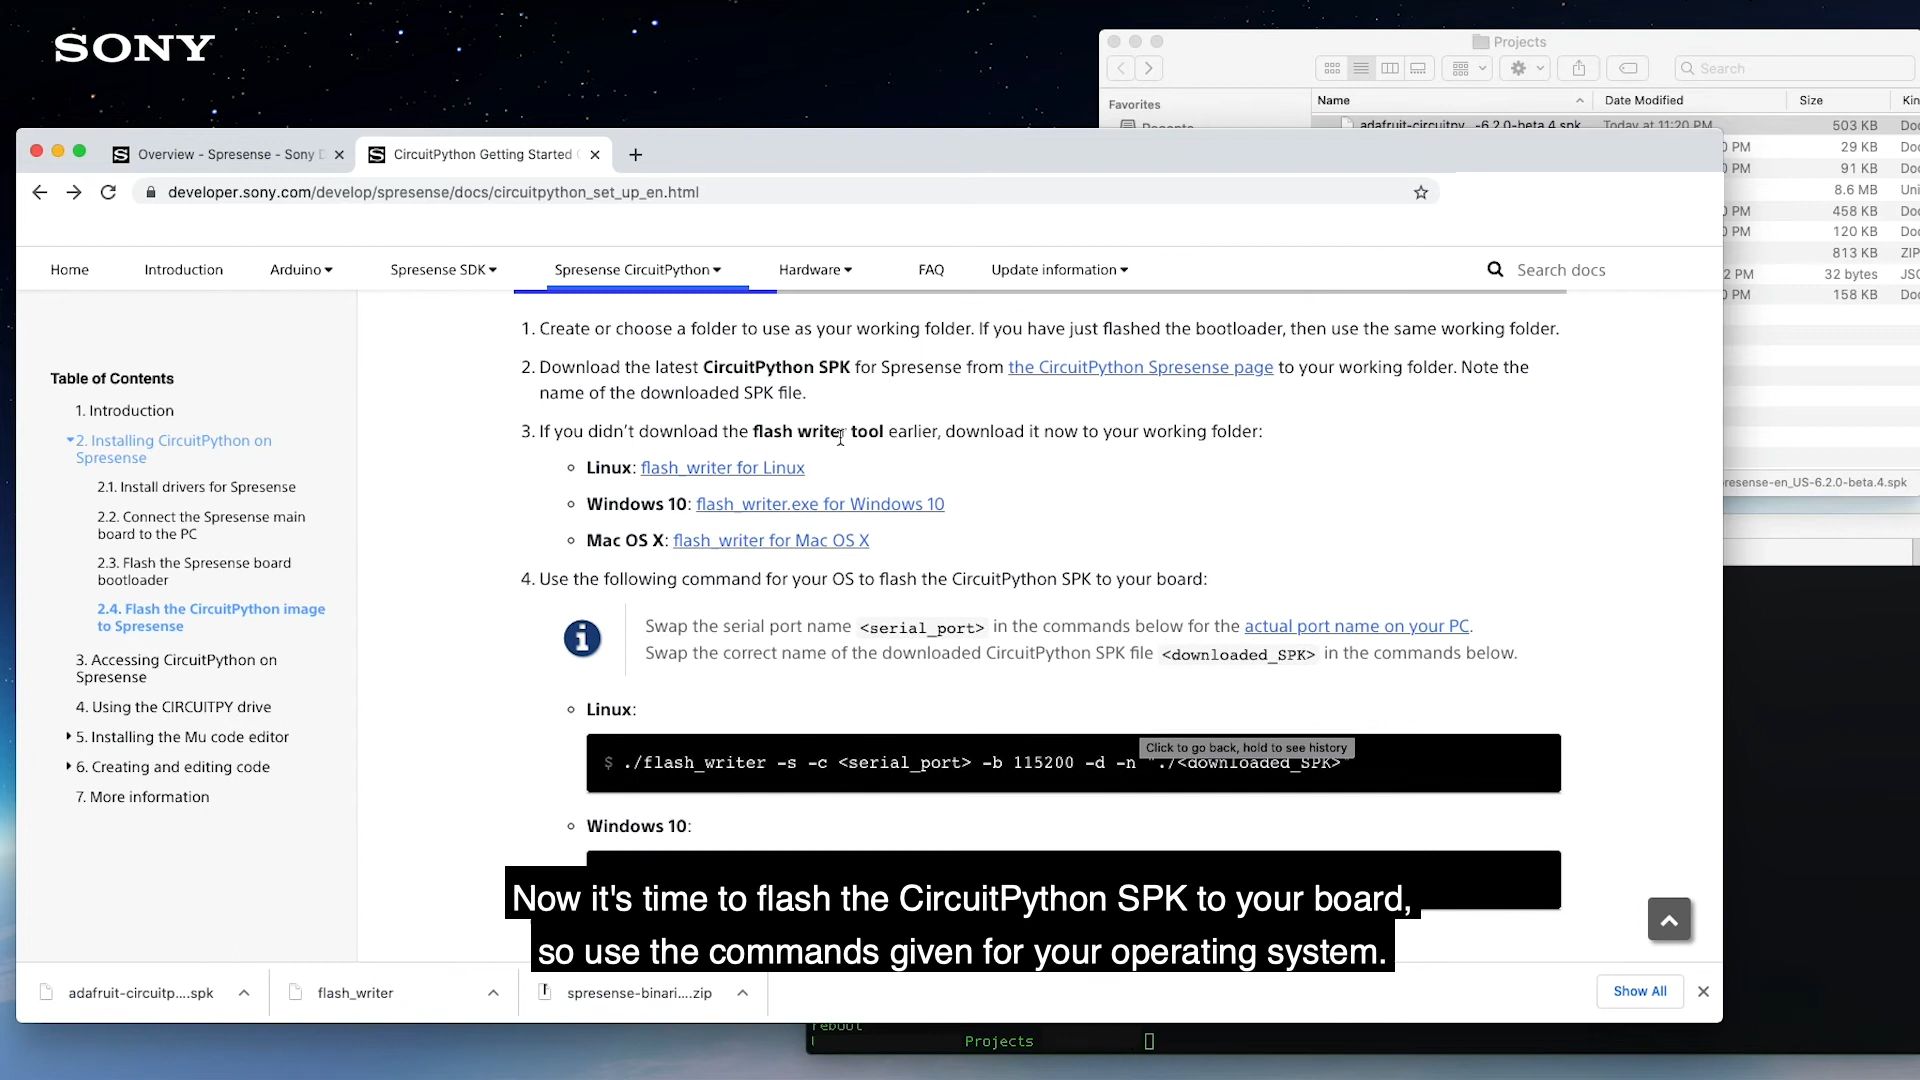 SONY
Projects
Search
Favorites
Name
Date Modified
Size
Recents
adafruit-circuitpy...-6.2.0-beta.4.spk
Today at 11:20 PM
503 KB
29 KB
91 KB
8.6 MB
458 KB
120 KB
813 KB
32 bytes
158 KB
resense-en_US-6.2.0-beta.4.spk
Overview - Spresense - Sony D
CircuitPython Getting Started
developer.sony.com/develop/spresense/docs/circuitpython_set_up_en.html
Home
Introduction
Arduino
Spresense SDK
Spresense CircuitPython
Hardware
FAQ
Update information
Search docs
Table of Contents
1. Introduction
2. Installing CircuitPython on
Spresense
2.1. Install drivers for Spresense
2.2. Connect the Spresense main
board to the PC
2.3. Flash the Spresense board
bootloader
2.4. Flash the CircuitPython image
to Spresense
3. Accessing CircuitPython on
Spresense
4. Using the CIRCUITPY drive
5. Installing the Mu code editor
6. Creating and editing code
7. More information
1. Create or choose a folder to use as your working folder. If you have just flashed the bootloader, then use the same working folder.
2. Download the latest CircuitPython SPK for Spresense from the CircuitPython Spresense page to your working folder. Note the
name of the downloaded SPK file.
3. If you didn't download the flash writer tool earlier, download it now to your working folder:
Linux: flash_writer for Linux
Windows 10: flash_writer.exe for Windows 10
Mac OS X: flash_writer for Mac OS X
4. Use the following command for your OS to flash the CircuitPython SPK to your board:
Swap the serial port name <serial_port> in the commands below for the actual port name on your PC.
Swap the correct name of the downloaded CircuitPython SPK file <downloaded_SPK> in the commands below.
Linux:
Click to go back, hold to see history
$ ./flash_writer -s -c <serial_port> -b 115200 -d -n "./<downloaded_SPK>"
Windows 10:
Now it's time to flash the CircuitPython SPK to your board,
so use the commands given for your operating system.
adafruit-circuitp....spk
flash_writer
spresense-binari....zip
Show All
reboot
Projects